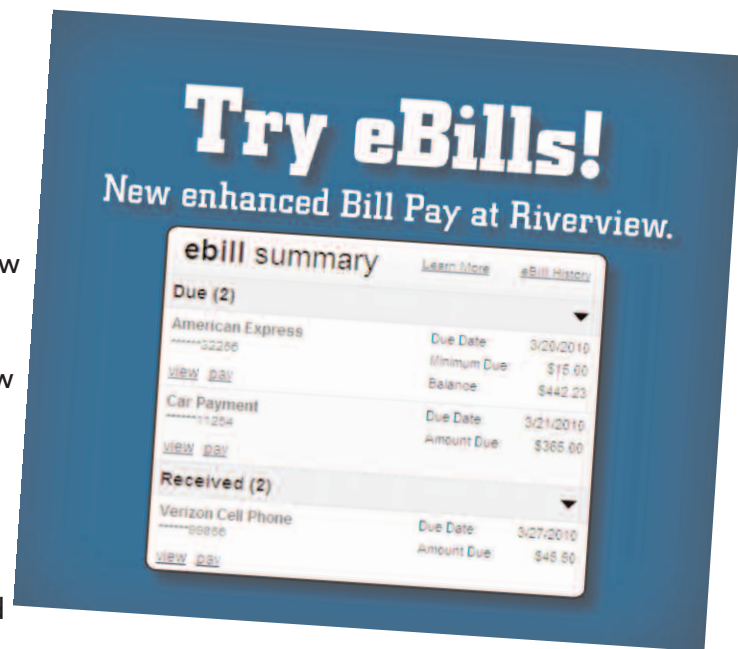 Try eBills!
New enhanced Bill Pay at Riverview.
ebill summary Learn More eBill History
Due (2)
American Express Due Date: 3/20/2010
******32266 Minimum Due: $15.00
view pay Balance: $442.23
Car Payment Due Date: 3/21/2010
******11254 Amount Due: $365.00
view pay
Received (2)
Verizon Cell Phone Due Date: 3/27/2010
Amount Due: $45.50
view pay